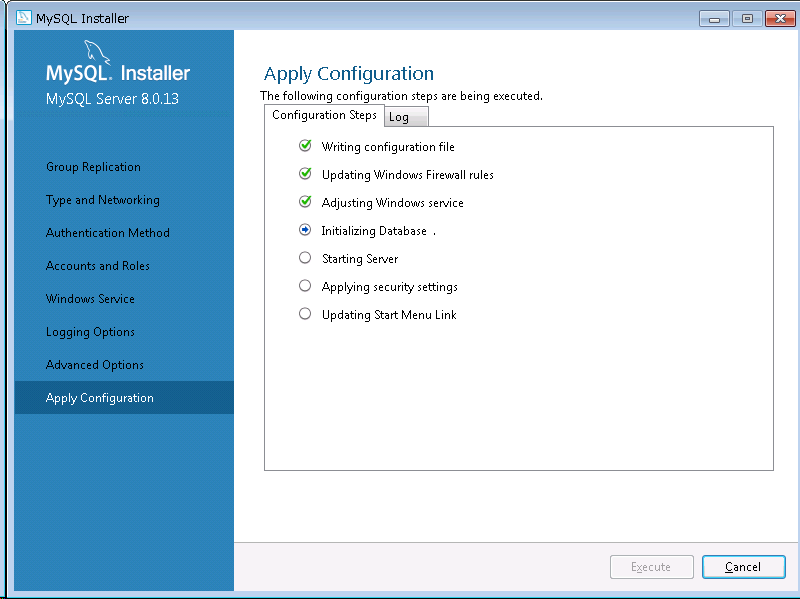 MySQL Installer
MySQL. Installer
MySQL Server 8.0.13
Group Replication
Type and Networking
Authentication Method
Accounts and Roles
Windows Service
Logging Options
Advanced Options
Apply Configuration
Apply Configuration
The following configuration steps are being executed.
Configuration Steps
Log
Writing configuration file
Updating Windows Firewall rules
Adjusting Windows service
Initializing Database .
Starting Server
Applying security settings
Updating Start Menu Link
Execute
Cancel